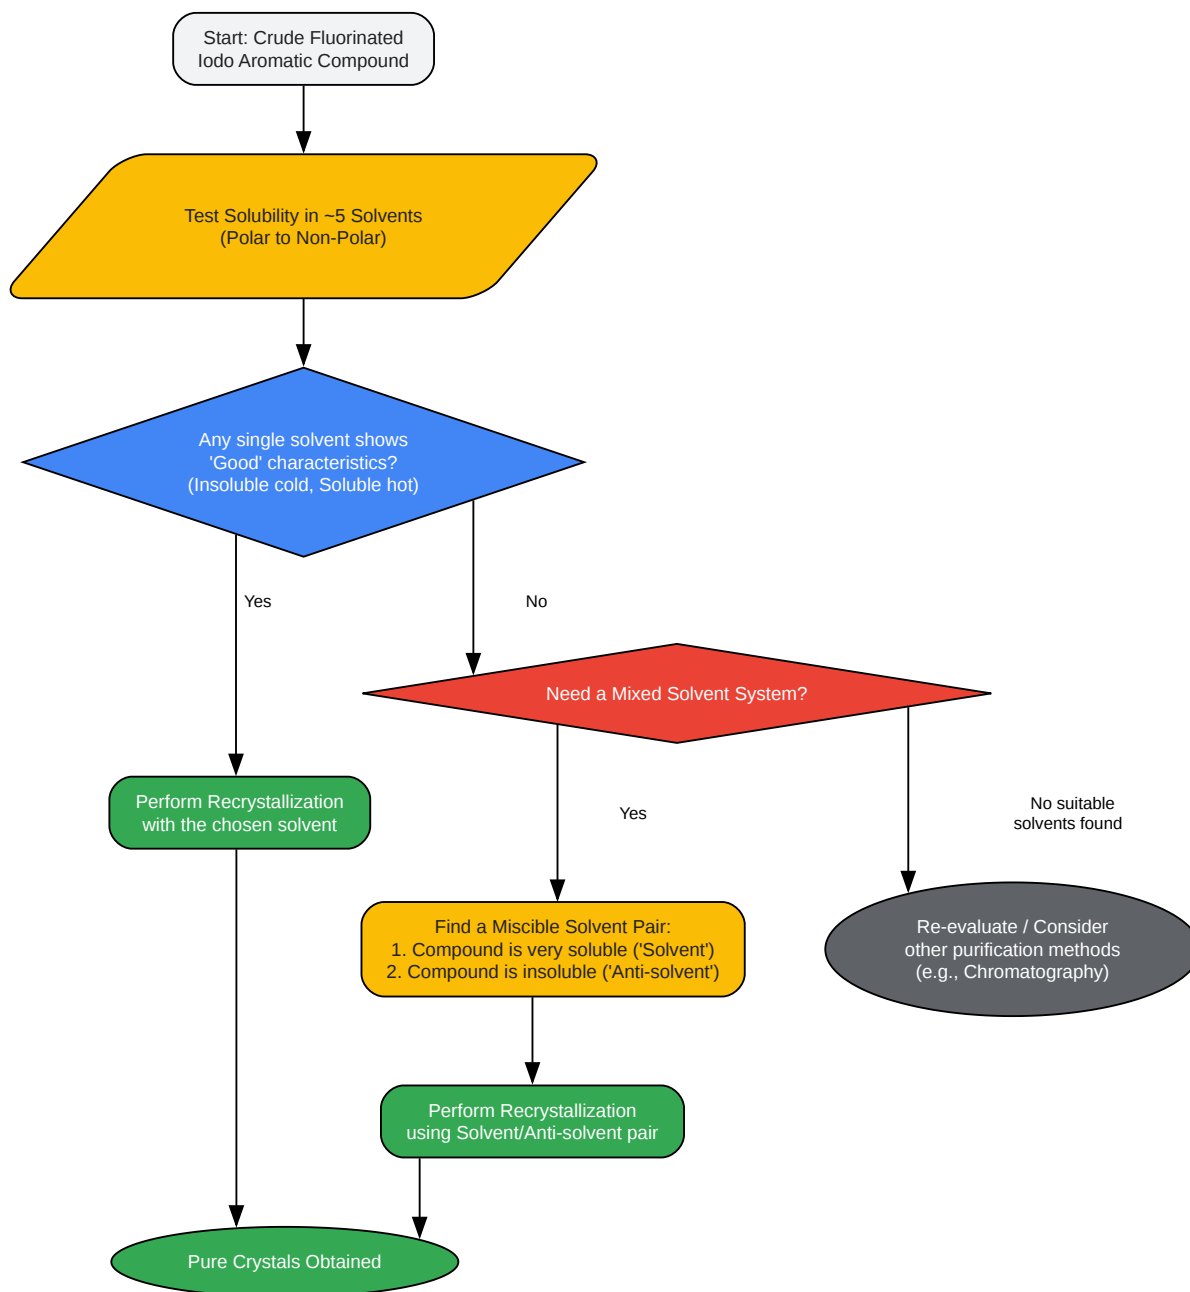 Start: Crude Fluorinated
Iodo Aromatic Compound
Test Solubility in ~5 Solvents
(Polar to Non-Polar)
Any single solvent shows
'Good' characteristics?
(Insoluble cold, Soluble hot)
Yes
No
Need a Mixed Solvent System?
Perform Recrystallization
with the chosen solvent
Yes
No suitable
solvents found
Find a Miscible Solvent Pair:
1. Compound is very soluble ('Solvent')
2. Compound is insoluble ('Anti-solvent')
Re-evaluate / Consider
other purification methods
(e.g., Chromatography)
Perform Recrystallization
using Solvent/Anti-solvent pair
Pure Crystals Obtained